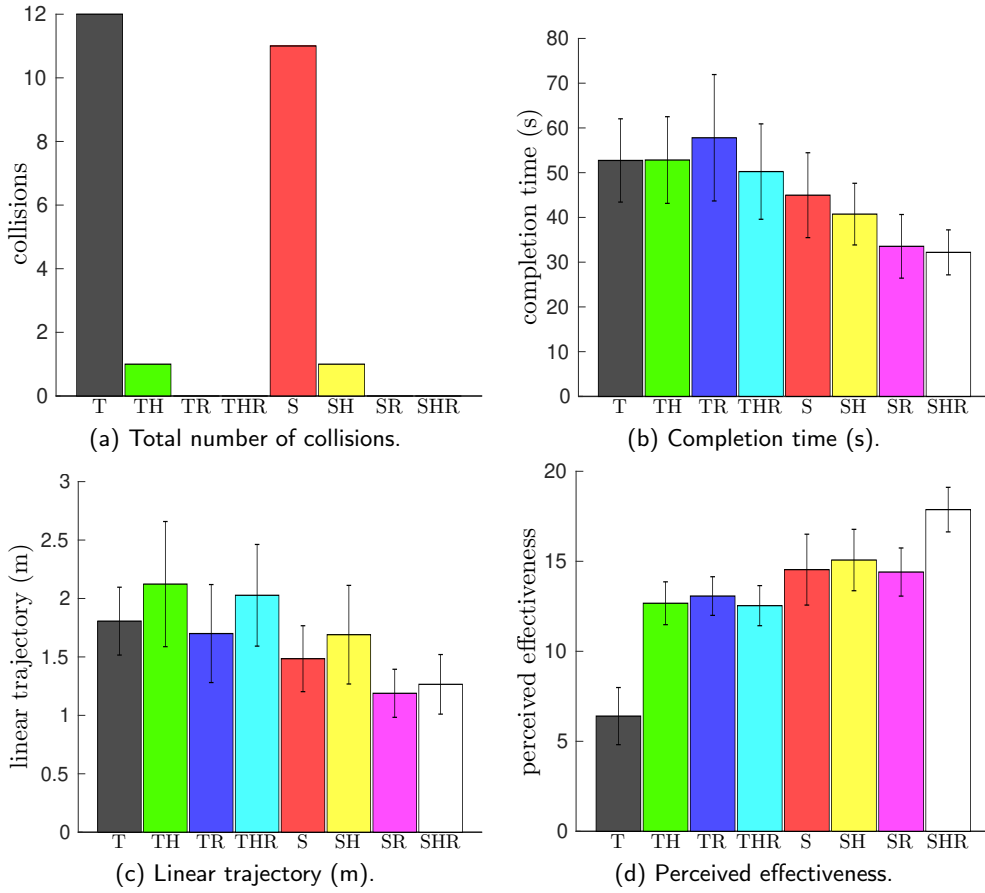 12
10
8
6
4
2
0
collisions
T TH TR THR S SH SR SHR
(a) Total number of collisions.
80
70
60
50
40
30
20
10
0
completion time (s)
T TH TR THR S SH SR SHR
(b) Completion time (s).
3
2.5
2
1.5
1
0.5
0
linear trajectory (m)
T TH TR THR S SH SR SHR
(c) Linear trajectory (m).
20
15
10
5
0
perceived effectiveness
T TH TR THR S SH SR SHR
(d) Perceived effectiveness.